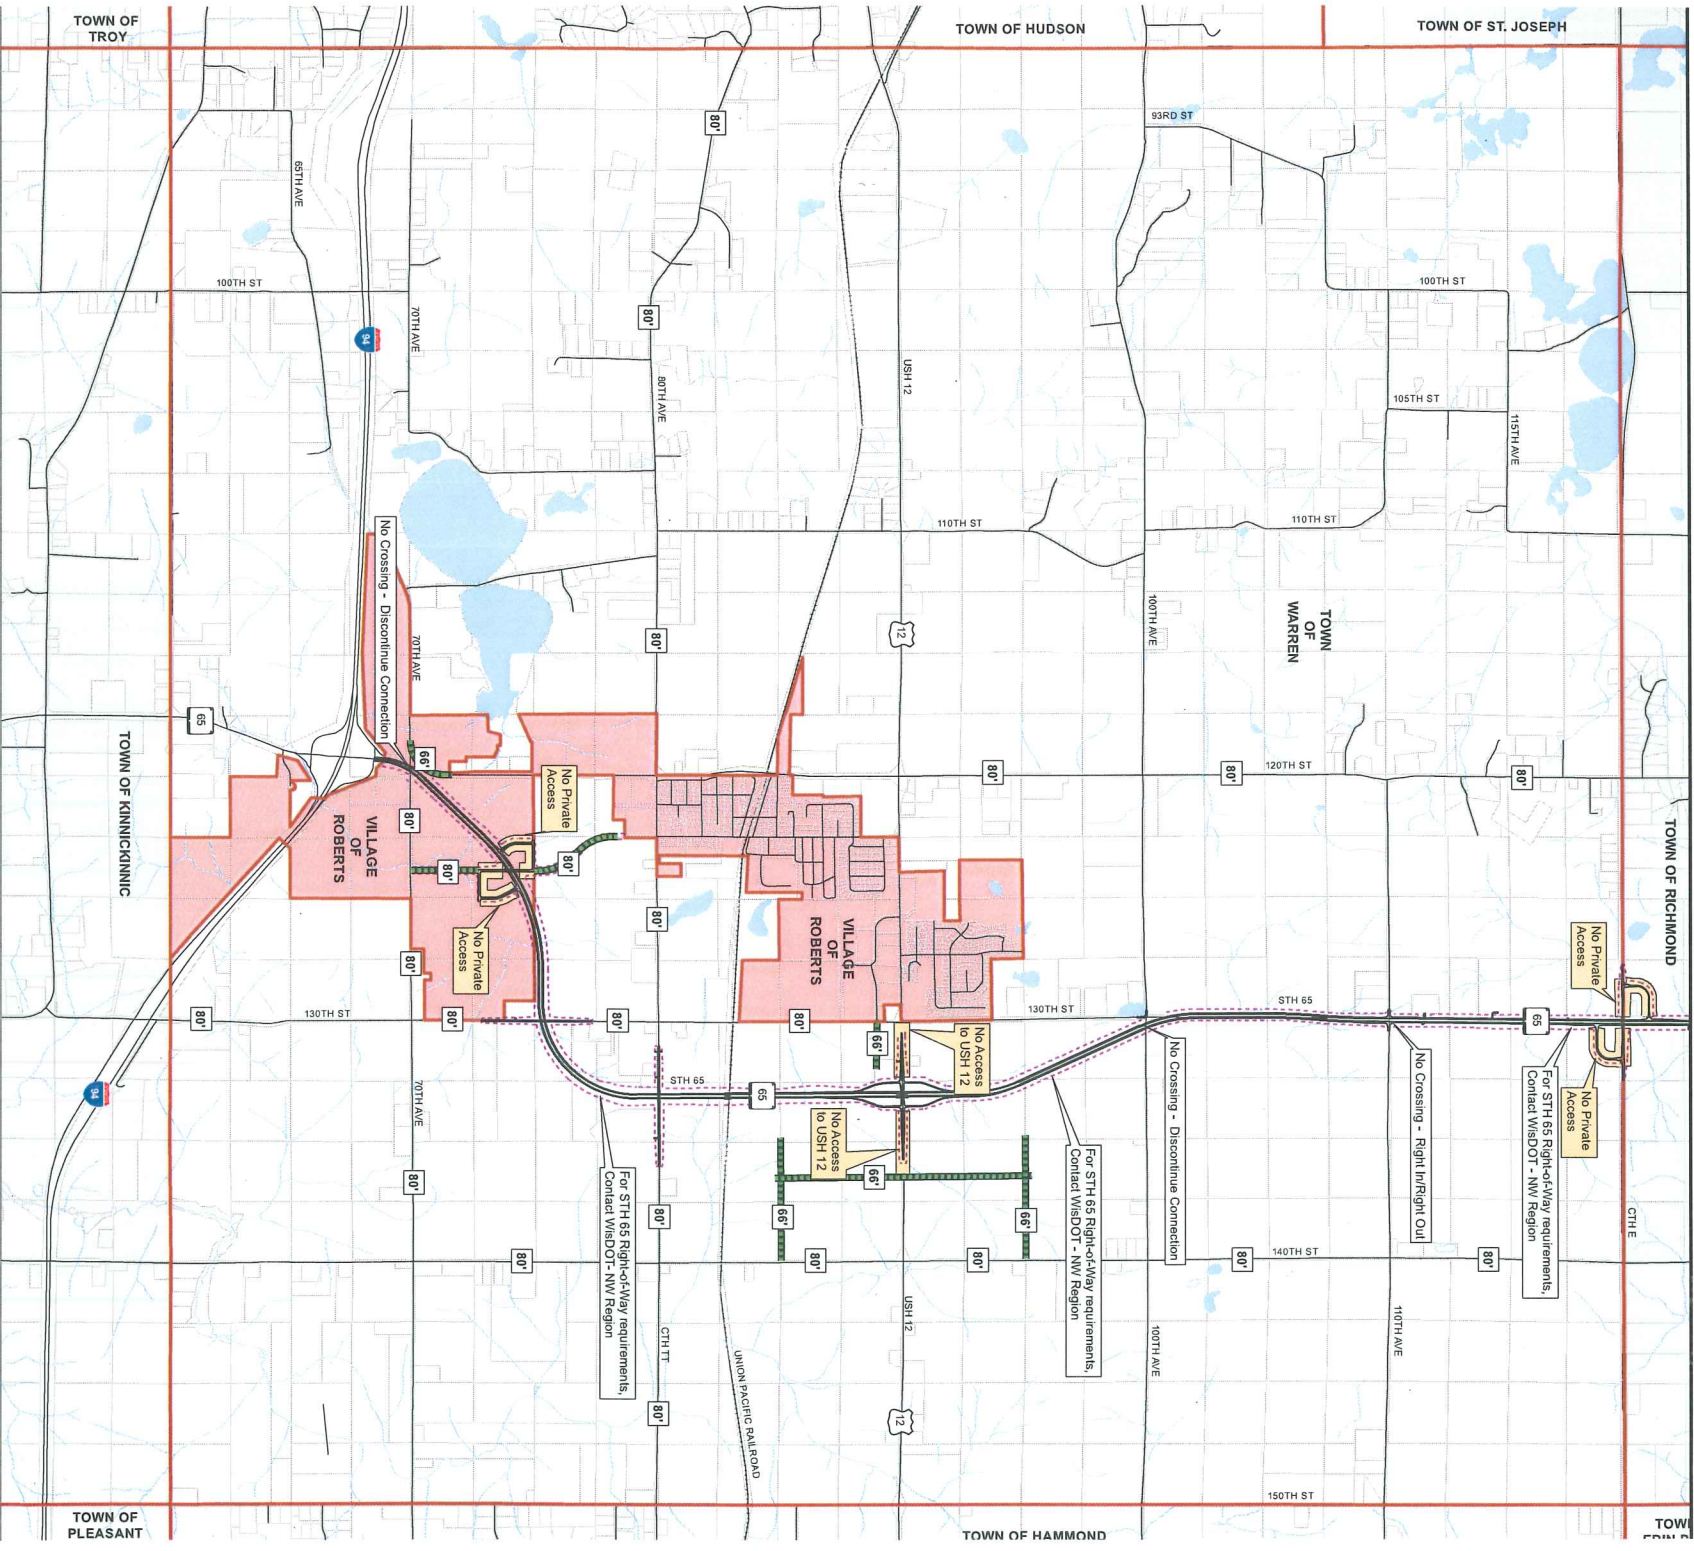 TOWN OF
TROY
TOWN OF HUDSON
TOWN OF ST. JOSEPH
93RD ST
80'
65TH AVE
100TH ST
70TH AVE
94
80'
80TH AVE
USH 12
100TH ST
105TH ST
115TH AVE
110TH ST
110TH ST
No Crossing - Discontinue Connection
70TH AVE
80'
12
100TH AVE
TOWN
OF
WARREN
65
TOWN OF KINNICKINNIC
66'
No Private
Access
80'
120TH ST
80'
80'
TOWN OF RICHMOND
80'
VILLAGE
OF
ROBERTS
80'
80'
No Private
Access
80'
80'
VILLAGE
OF
ROBERTS
No Private
Access
80'
130TH ST
80'
80'
80'
130TH ST
STH 65
65
66'
No Access
to USH 12
No Crossing - Discontinue Connection
No Crossing - Right In/Right Out
For STH 65 Right-of-Way requirements,
Contact WisDOT - NW Region
No Private
Access
94
70TH AVE
STH 65
65
No Access
to USH 12
66'
For STH 65 Right-of-Way requirements,
Contact WisDOT - NW Region
80'
For STH 65 Right-of-Way requirements,
Contact WisDOT- NW Region
80'
66'
66'
CTH E
80'
80'
80'
80'
140TH ST
80'
CTH TT
USH 12
100TH AVE
110TH AVE
80'
UNION PACIFIC RAILROAD
12
150TH ST
TOWN OF
PLEASANT
TOWN OF HAMMOND